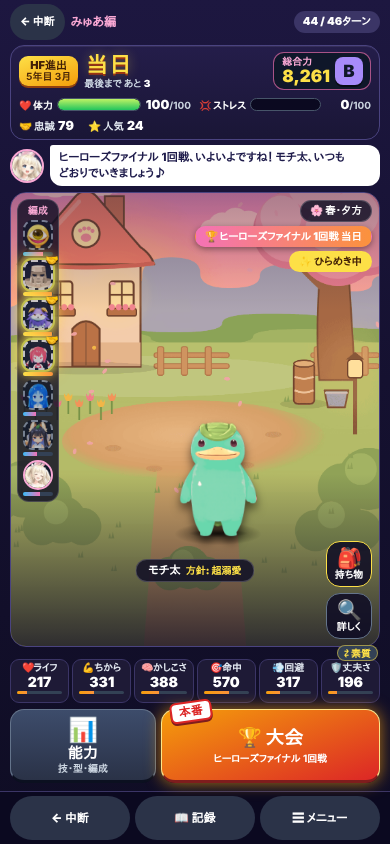 ← 中断
みゅあ編
44 / 46ターン
HF進出
5年目 3月
当日
最後まで あと 3
総合力
8,261 B
❤️体力 100/100 💢ストレス 0/100
🤝忠誠 79 ⭐人気 24
ヒーローズファイナル 1回戦、いよいよですね！ モチ太、いつも
どおりでいきましょう♪
編成
🌸 春・夕方
🏆ヒーローズファイナル 1回戦 当日
✨ひらめき中
モチ太 方針: 超溺愛
持ち物
詳しく
素質
❤️ライフ
217
💪ちから
331
🧠かしこさ
388
🎯命中
570
💨回避
317
🛡️丈夫さ
196
能力
技・型・編成
本番
🏆 大会
ヒーローズファイナル 1回戦
← 中断
📖 記録
☰メニュー